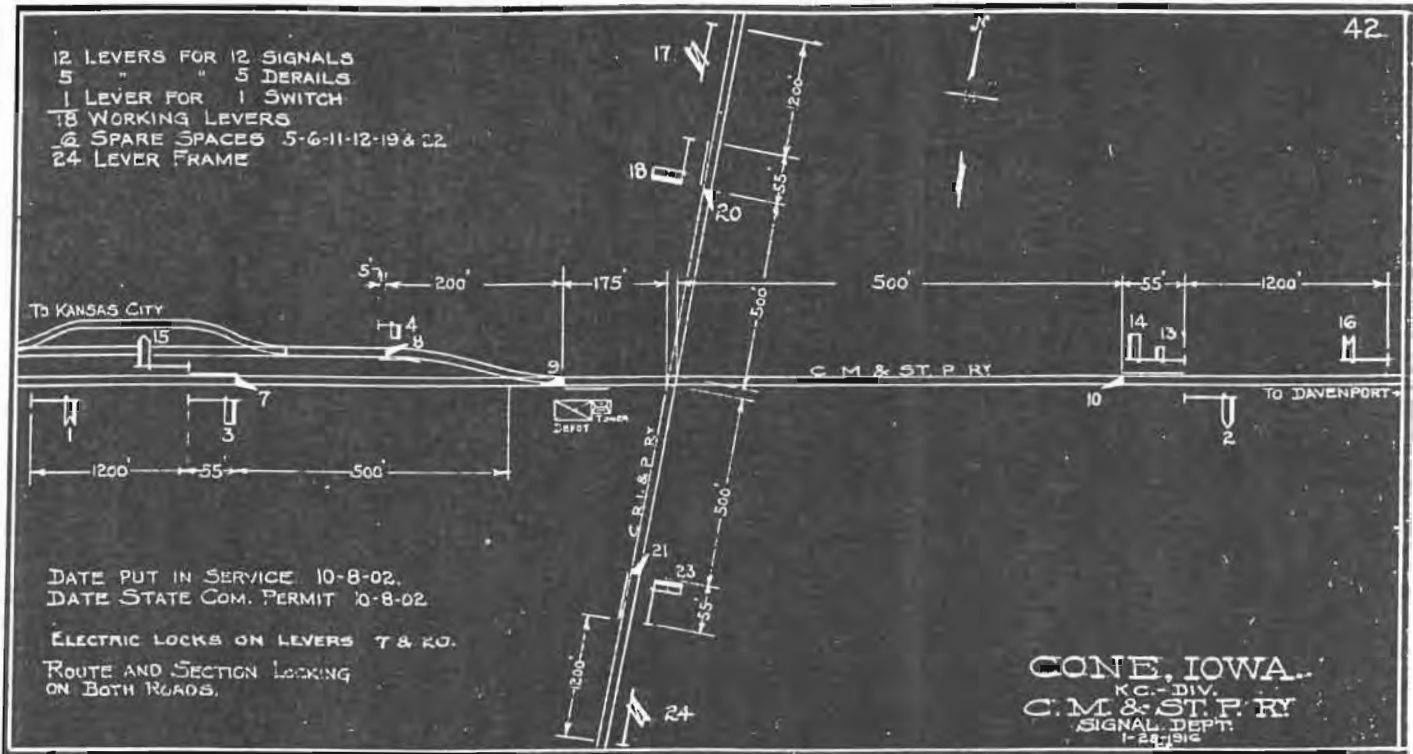 42
12 LEVERS FOR 12 SIGNALS
5 " " 5 DERAILS
1 LEVER FOR 1 SWITCH
18 WORKING LEVERS
6 SPARE SPACES 5-6-11-12-19 & 22
24 LEVER FRAME
N
17
1200'
18
55'
20
5'
200'
175'
500'
55'
1200'
500'
TO KANSAS CITY
15
4
8
14
13
16
9
C M & ST. P. RY
7
10
TO DAVENPORT
1
3
DEPOT
TOWER
2
1200'
55'
500'
C. R. I. & P. RY
500'
21
23
55'
DATE PUT IN SERVICE 10-8-02.
DATE STATE COM. PERMIT 10-8-02
1200'
ELECTRIC LOCKS ON LEVERS 7 & 20.
ROUTE AND SECTION LOCKING
ON BOTH ROADS.
24
CONE, IOWA.
K.C.-DIV.
C. M. & ST. P. RY
SIGNAL DEPT.
1-28-1916